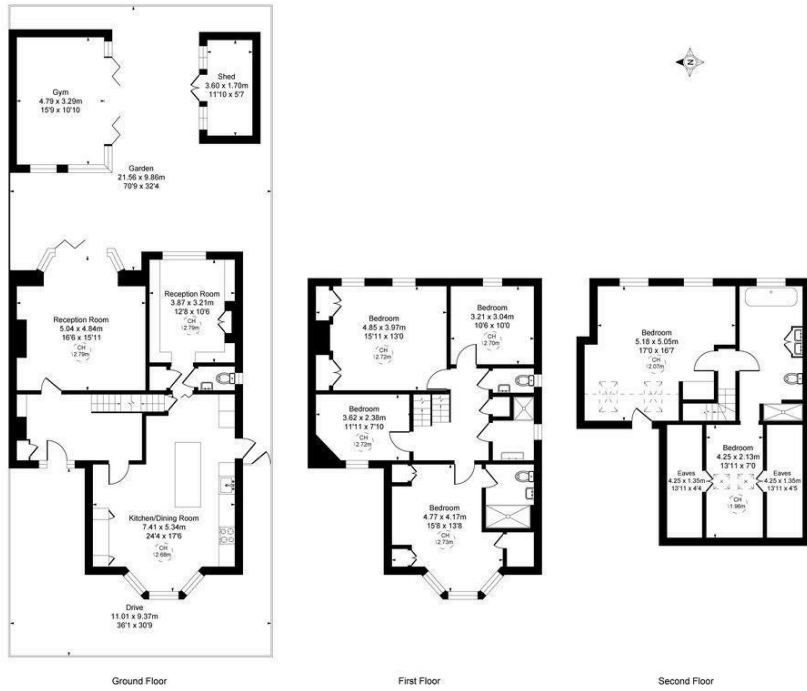 Gym
4.79 x 3.29m
15'9 x 10'10
Shed
3.60 x 1.70m
11'10 x 5'7
Garden
21.56 x 9.86m
70'9 x 32'4
Reception Room
5.04 x 4.84m
16'6 x 15'11
CH
2.79m
Reception Room
3.87 x 3.21m
12'8 x 10'6
CH
2.79m
Kitchen/Dining Room
7.41 x 5.34m
24'4 x 17'6
CH
2.68m
Drive
11.01 x 9.37m
36'1 x 30'9
Ground Floor
Bedroom
4.85 x 3.97m
15'11 x 13'0
CH
2.72m
Bedroom
3.21 x 3.04m
10'6 x 10'0
CH
2.70m
Bedroom
3.62 x 2.38m
11'11 x 7'10
CH
2.72m
Bedroom
4.77 x 4.17m
15'8 x 13'8
CH
2.73m
First Floor
N
Bedroom
5.18 x 5.05m
17'0 x 16'7
CH
2.07m
Bedroom
4.25 x 2.13m
13'11 x 7'0
CH
1.96m
Eaves
4.25 x 1.35m
13'11 x 4'4
Eaves
4.25 x 1.35m
13'11 x 4'5
Second Floor